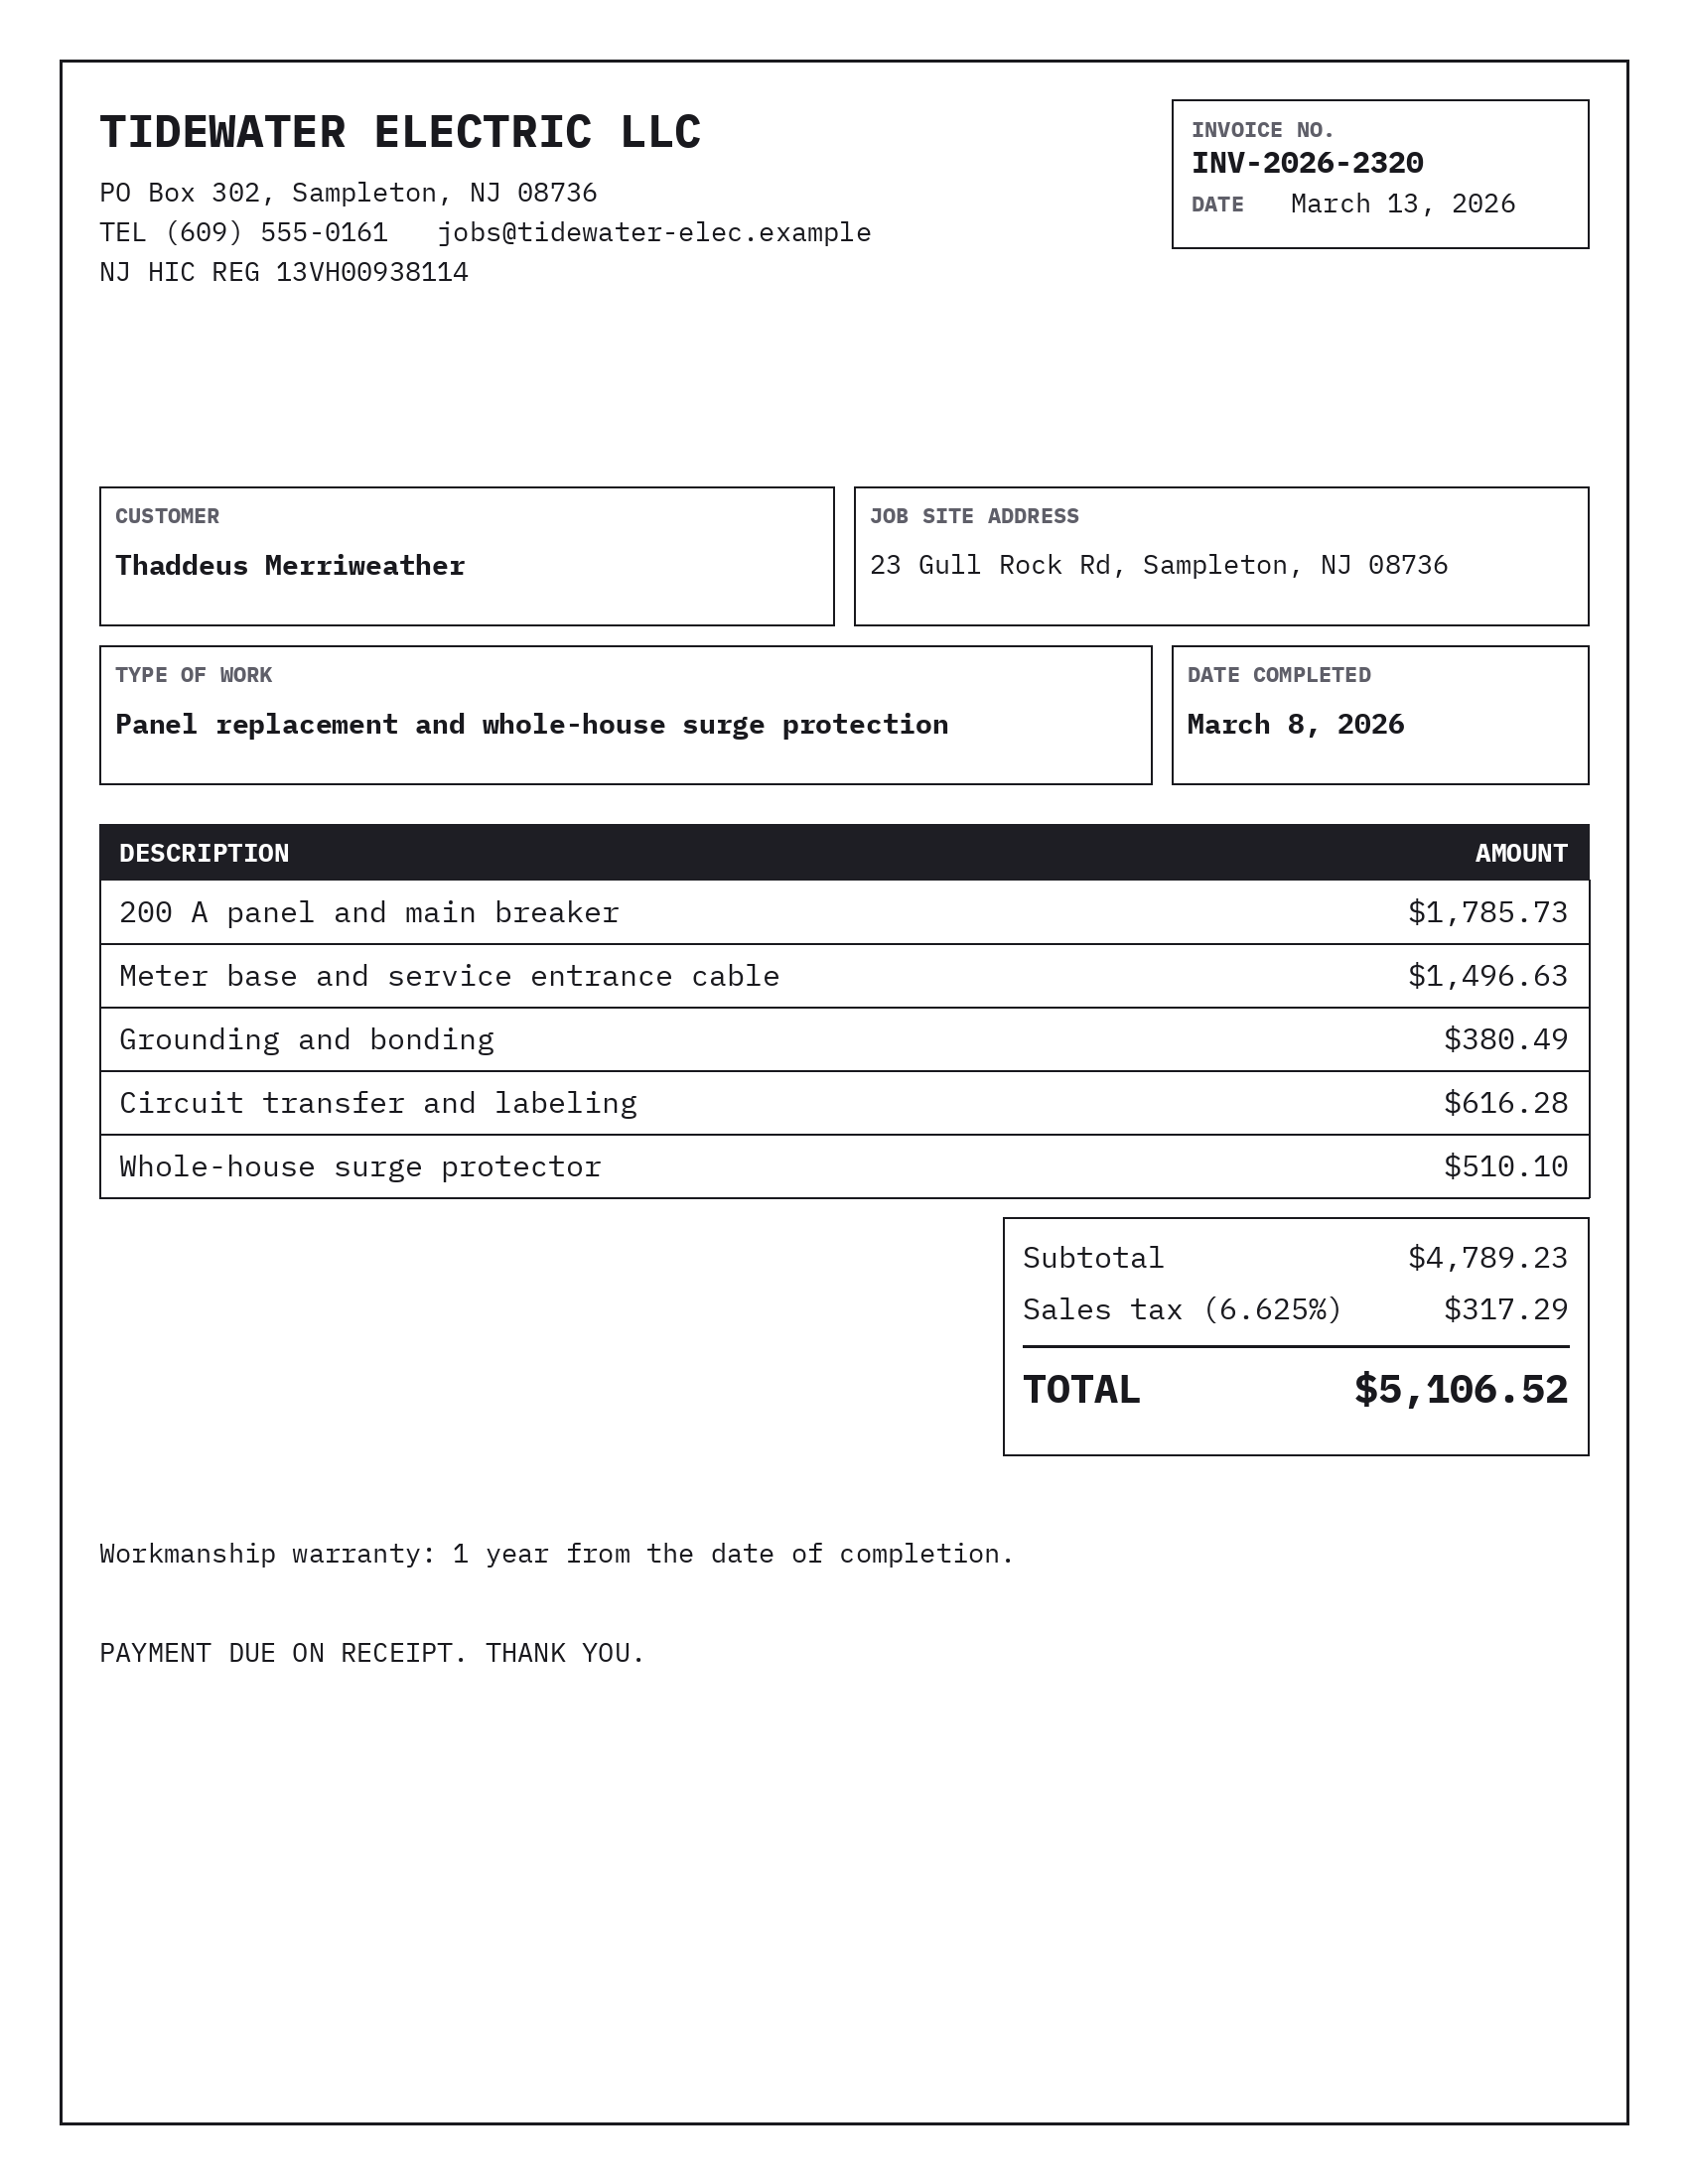 TIDEWATER ELECTRIC LLC
PO Box 302, Sampleton, NJ 08736
TEL (609) 555-0161 jobs@tidewater-elec.example
NJ HIC REG 13VH00938114
INVOICE NO.
INV-2026-2320
DATE March 13, 2026
CUSTOMER
Thaddeus Merriweather
JOB SITE ADDRESS
23 Gull Rock Rd, Sampleton, NJ 08736
TYPE OF WORK
Panel replacement and whole-house surge protection
DATE COMPLETED
March 8, 2026
DESCRIPTION AMOUNT
200 A panel and main breaker $1,785.73
Meter base and service entrance cable $1,496.63
Grounding and bonding $380.49
Circuit transfer and labeling $616.28
Whole-house surge protector $510.10
Subtotal $4,789.23
Sales tax (6.625%) $317.29
TOTAL $5,106.52
Workmanship warranty: 1 year from the date of completion.
PAYMENT DUE ON RECEIPT. THANK YOU.